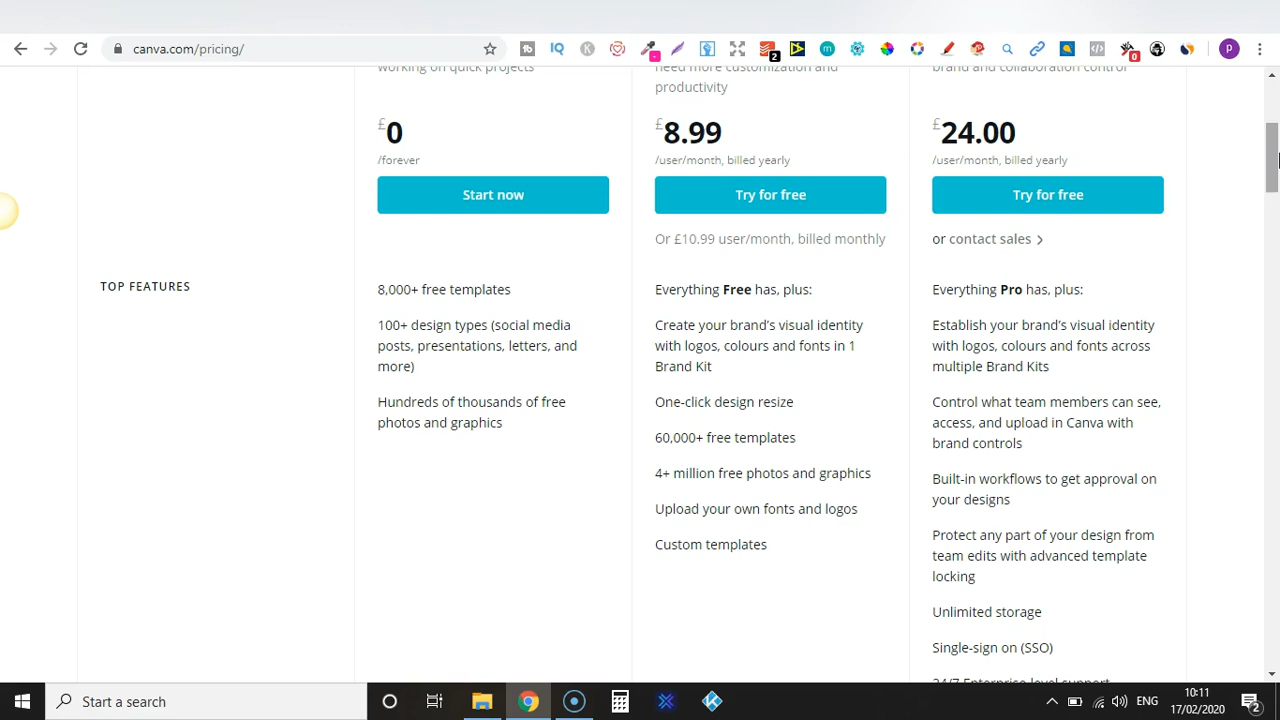 canva.com/pricing/
2
0
P
working on quick projects
need more customization and
productivity
brand and collaboration control
£0
/forever
Start now
£8.99
/user/month, billed yearly
Try for free
Or £10.99 user/month, billed monthly
£24.00
/user/month, billed yearly
Try for free
or contact sales >
TOP FEATURES
8,000+ free templates
100+ design types (social media
posts, presentations, letters, and
more)
Hundreds of thousands of free
photos and graphics
Everything Free has, plus:
Create your brand's visual identity
with logos, colours and fonts in 1
Brand Kit
One-click design resize
60,000+ free templates
4+ million free photos and graphics
Upload your own fonts and logos
Custom templates
Everything Pro has, plus:
Establish your brand's visual identity
with logos, colours and fonts across
multiple Brand Kits
Control what team members can see,
access, and upload in Canva with
brand controls
Built-in workflows to get approval on
your designs
Protect any part of your design from
team edits with advanced template
locking
Unlimited storage
Single-sign on (SSO)
24/7 Enterprise-level support
Start a search
ENG
10:11
17/02/2020
2